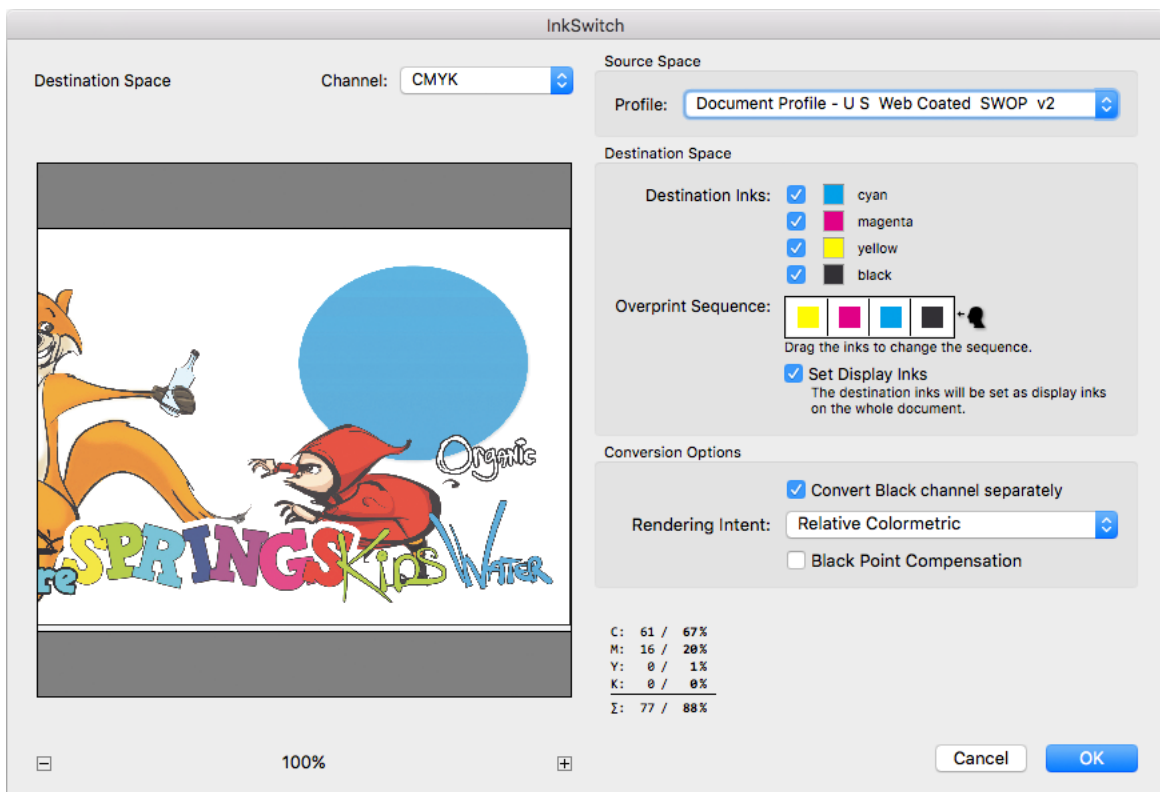 InkSwitch
Destination Space
Channel: CMYK
Organic
re SPRINGS Kids Water
100%
Source Space
Profile: Document Profile - U S Web Coated SWOP v2
Destination Space
Destination Inks: cyan
magenta
yellow
black
Overprint Sequence:
Drag the inks to change the sequence.
Set Display Inks
The destination inks will be set as display inks
on the whole document.
Conversion Options
Convert Black channel separately
Rendering Intent: Relative Colormetric
Black Point Compensation
C: 61 / 67%
M: 16 / 20%
Y: 0 / 1%
K: 0 / 0%
Σ: 77 / 88%
Cancel OK